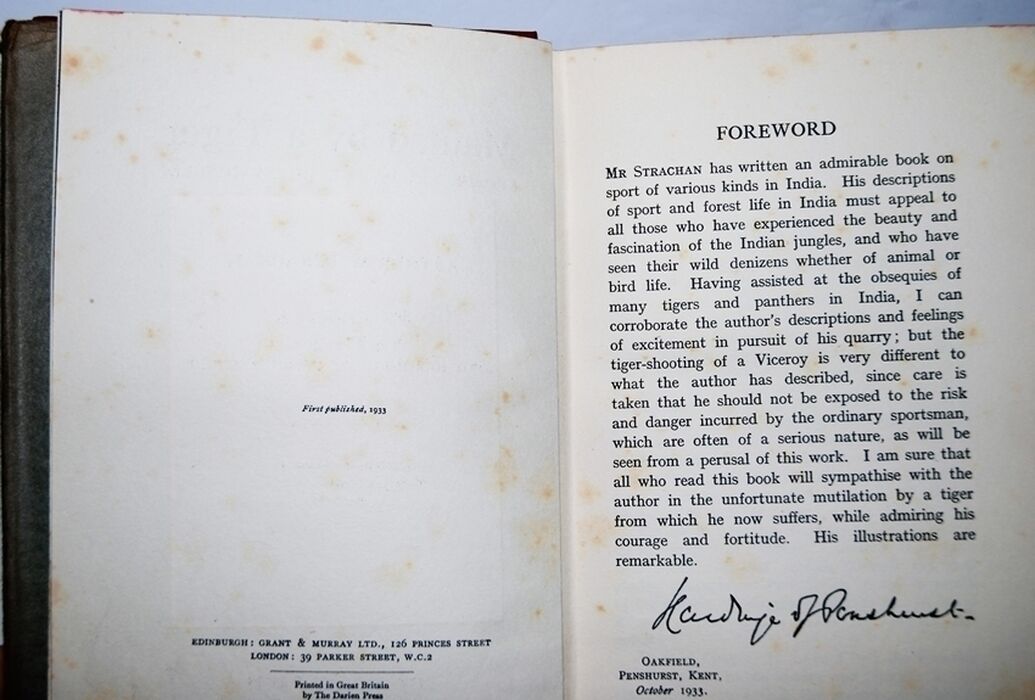 First published, 1933
EDINBURGH: GRANT & MURRAY LTD., 126 PRINCES STREET
LONDON: 39 PARKER STREET, W.C.2
Printed in Great Britain
by The Darien Press
FOREWORD
MR STRACHAN has written an admirable book on
sport of various kinds in India. His descriptions
of sport and forest life in India must appeal to
all those who have experienced the beauty and
fascination of the Indian jungles, and who have
seen their wild denizens whether of animal or
bird life. Having assisted at the obsequies of
many tigers and panthers in India, I can
corroborate the author's descriptions and feelings
of excitement in pursuit of his quarry; but the
tiger-shooting of a Viceroy is very different to
what the author has described, since care is
taken that he should not be exposed to the risk
and danger incurred by the ordinary sportsman,
which are often of a serious nature, as will be
seen from a perusal of this work. I am sure that
all who read this book will sympathise with the
author in the unfortunate mutilation by a tiger
from which he now suffers, while admiring his
courage and fortitude. His illustrations are
remarkable.
Hardinge of Penshurst.
OAKFIELD,
PENSHURST, KENT,
October 1933.